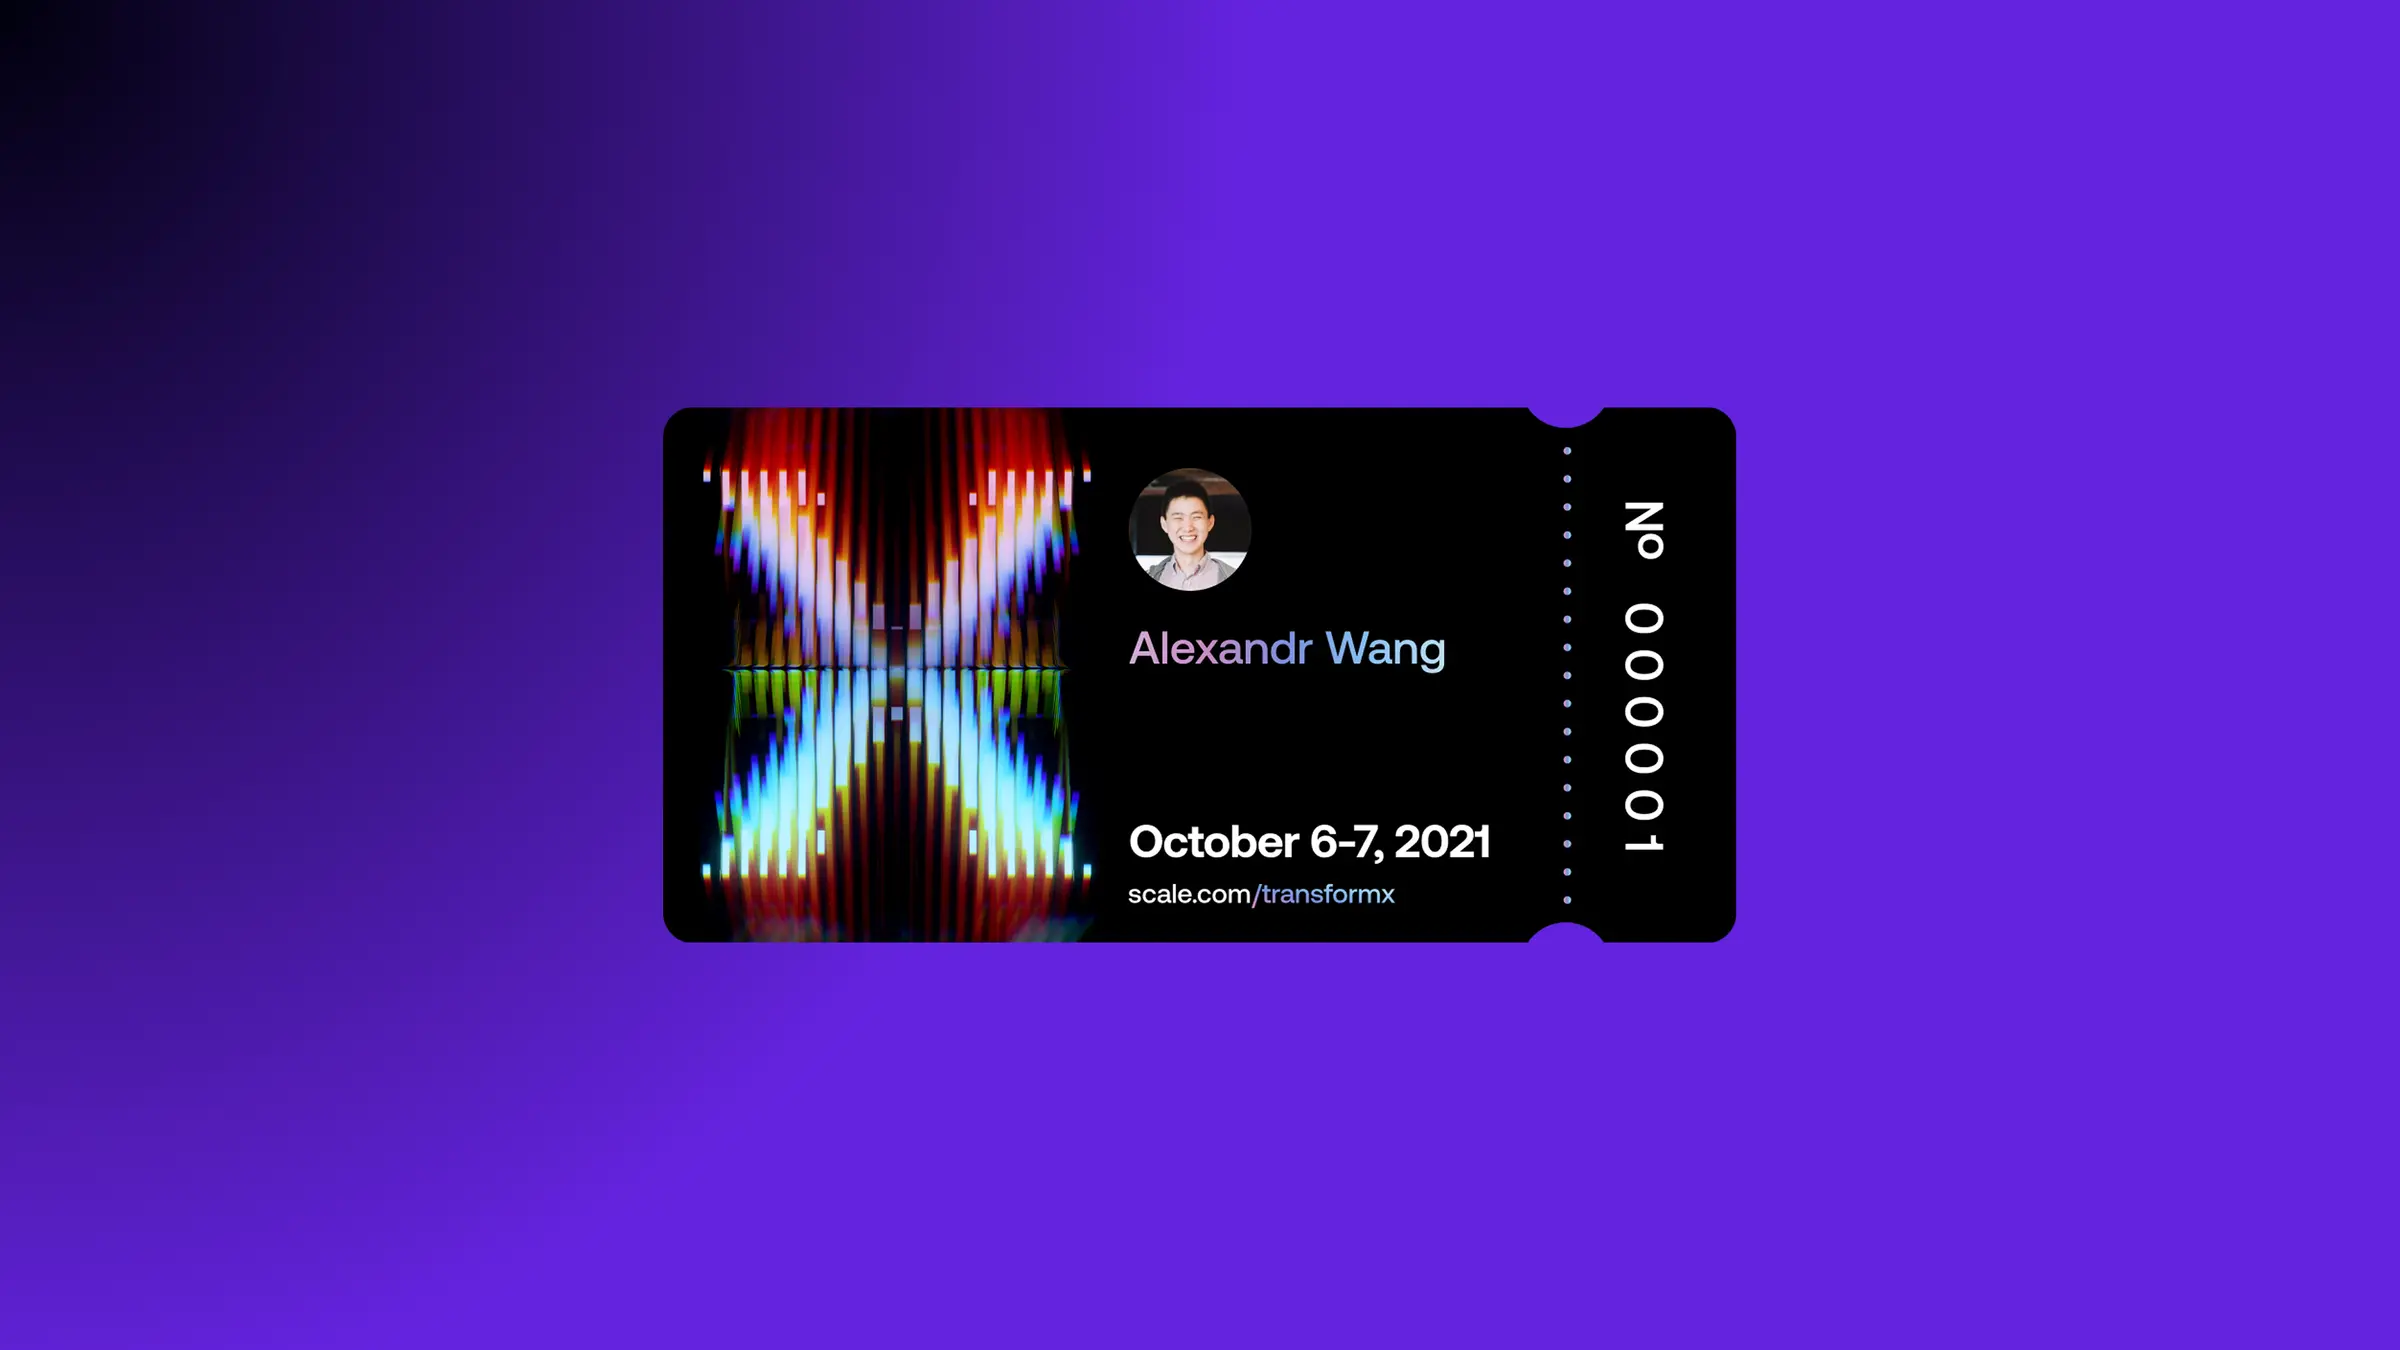 Alexandr Wang
October 6-7, 2021
scale.com/transformx
No 000001